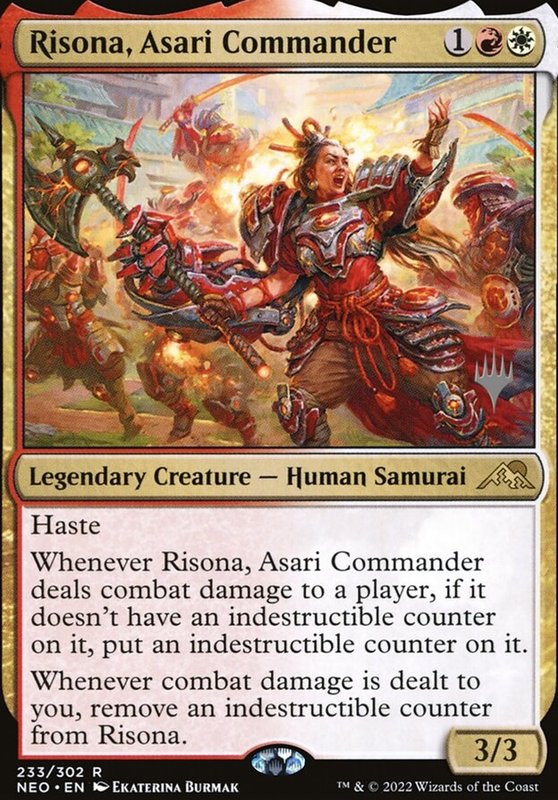 Risona, Asari Commander 1
Legendary Creature — Human Samurai
Haste
Whenever Risona, Asari Commander
deals combat damage to a player, if it
doesn't have an indestructible counter
on it, put an indestructible counter on it.
Whenever combat damage is dealt to
you, remove an indestructible counter
from Risona.
3/3
233/302 R
NEO • EN Ekaterina Burmak
™ & © 2022 Wizards of the Coast